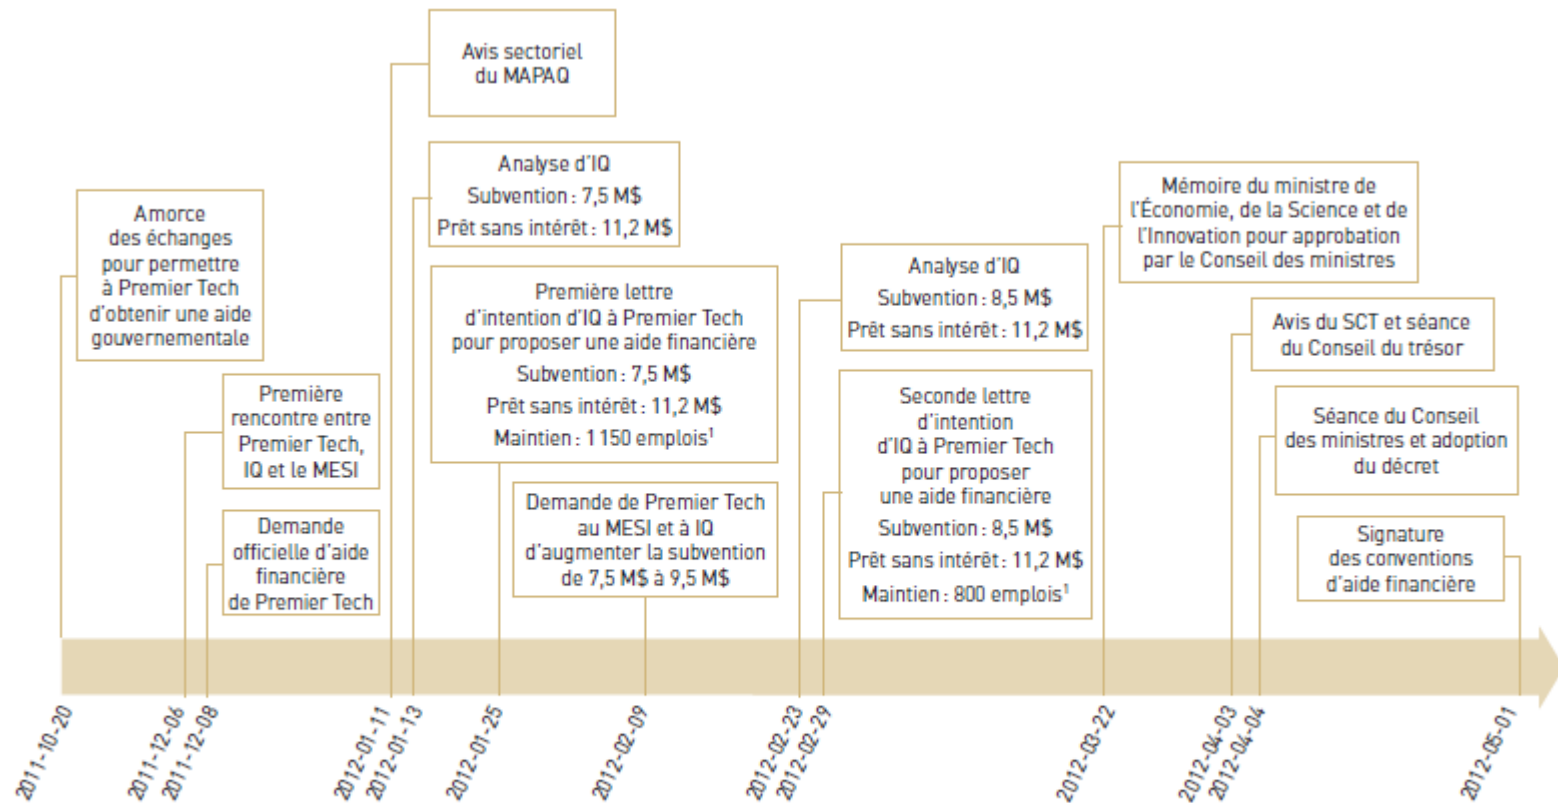 Avis sectoriel
du MAPAQ
Analyse d'IQ
Subvention : 7,5 M$
Prêt sans intérêt : 11,2 M$
Amorce
des échanges
pour permettre
à Premier Tech
d'obtenir une aide
gouvernementale
Première
rencontre entre
Premier Tech,
IQ et le MESI
Demande
officielle d'aide
financière
de Premier Tech
Première lettre
d'intention d'IQ à Premier Tech
pour proposer une aide financière
Subvention : 7,5 M$
Prêt sans intérêt : 11,2 M$
Maintien : 1 150 emplois¹
Demande de Premier Tech
au MESI et à IQ
d'augmenter la subvention
de 7,5 M$ à 9,5 M$
Analyse d'IQ
Subvention : 8,5 M$
Prêt sans intérêt : 11,2 M$
Seconde lettre
d'intention
d'IQ à Premier Tech
pour proposer
une aide financière
Subvention : 8,5 M$
Prêt sans intérêt : 11,2 M$
Maintien : 800 emplois¹
Mémoire du ministre de
l'Économie, de la Science et de
l'Innovation pour approbation
par le Conseil des ministres
Avis du SCT et séance
du Conseil du trésor
Séance du Conseil
des ministres et adoption
du décret
Signature
des conventions
d'aide financière
2011-10-20
2011-12-06
2011-12-08
2012-01-11
2012-01-13
2012-01-25
2012-02-09
2012-02-23
2012-02-29
2012-03-22
2012-04-03
2012-04-04
2012-05-01